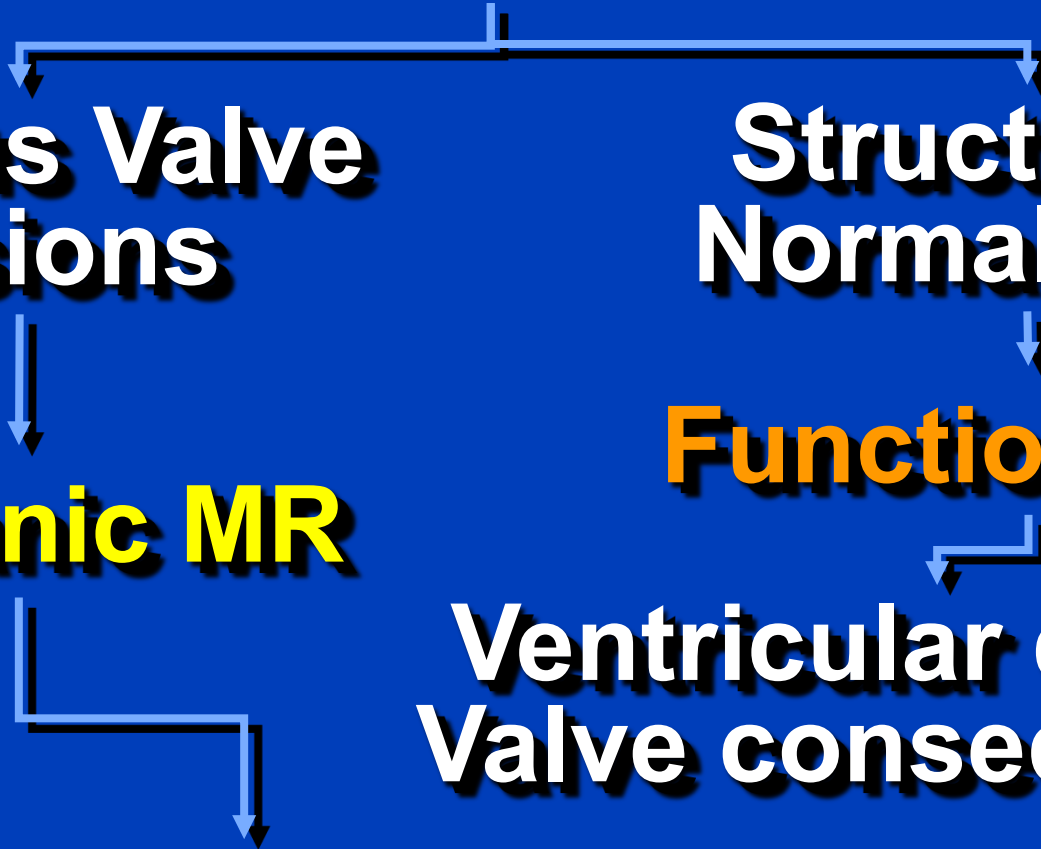 s Valve
ions
Struct
Normal
Functio
nic MR
Ventricular
Valve conse